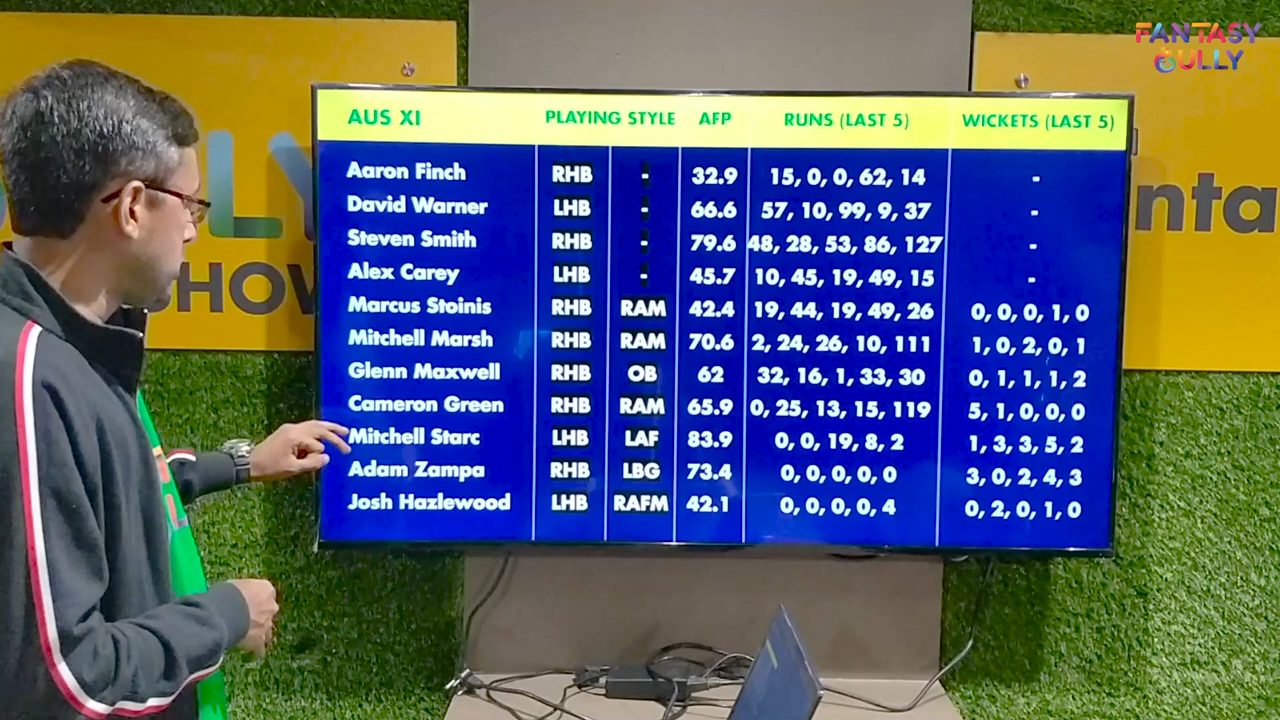 FANTASY
GULLY
LLY
SHOW
nta
AUS XI PLAYING STYLE AFP RUNS (LAST 5) WICKETS (LAST 5)
Aaron Finch RHB - 32.9 15, 0, 0, 62, 14 -
David Warner LHB - 66.6 57, 10, 99, 9, 37 -
Steven Smith RHB - 79.6 48, 28, 53, 86, 127 -
Alex Carey LHB - 45.7 10, 45, 19, 49, 15 -
Marcus Stoinis RHB RAM 42.4 19, 44, 19, 49, 26 0, 0, 0, 1, 0
Mitchell Marsh RHB RAM 70.6 2, 24, 26, 10, 111 1, 0, 2, 0, 1
Glenn Maxwell RHB OB 62 32, 16, 1, 33, 30 0, 1, 1, 1, 2
Cameron Green RHB RAM 65.9 0, 25, 13, 15, 119 5, 1, 0, 0, 0
Mitchell Starc LHB LAF 83.9 0, 0, 19, 8, 2 1, 3, 3, 5, 2
Adam Zampa RHB LBG 73.4 0, 0, 0, 0, 0 3, 0, 2, 4, 3
Josh Hazlewood LHB RAFM 42.1 0, 0, 0, 0, 4 0, 2, 0, 1, 0